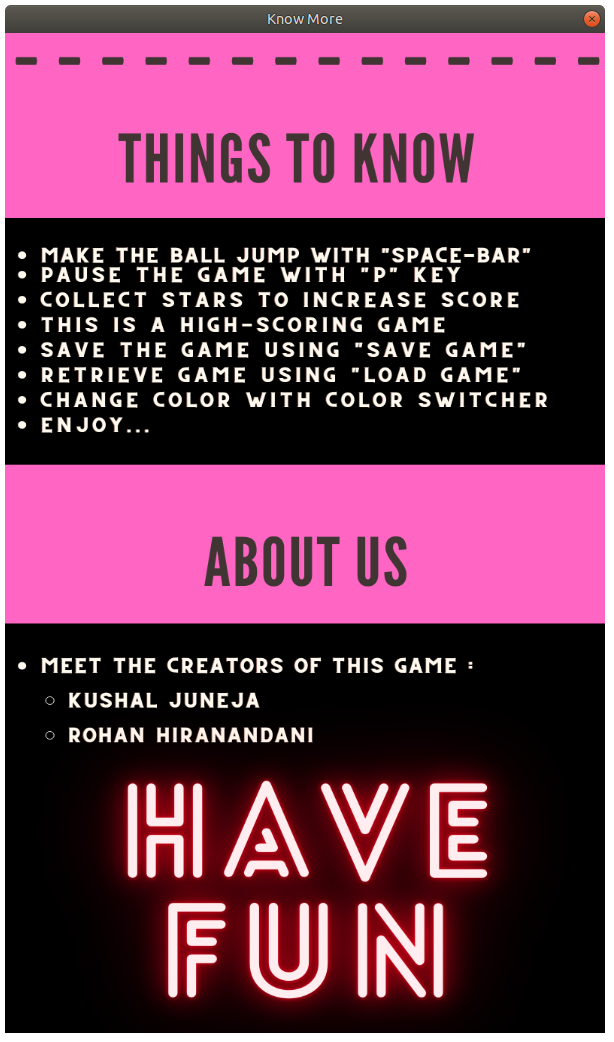 Know More
THINGS TO KNOW
• MAKE THE BALL JUMP WITH "SPACE-BAR"
• PAUSE THE GAME WITH "P" KEY
• COLLECT STARS TO INCREASE SCORE
• THIS IS A HIGH-SCORING GAME
• SAVE THE GAME USING "SAVE GAME"
• RETRIEVE GAME USING "LOAD GAME"
• CHANGE COLOR WITH COLOR SWITCHER
• ENJOY...
ABOUT US
• MEET THE CREATORS OF THIS GAME :
○ KUSHAL JUNEJA
○ ROHAN HIRANANDANI
HAVE
FUN